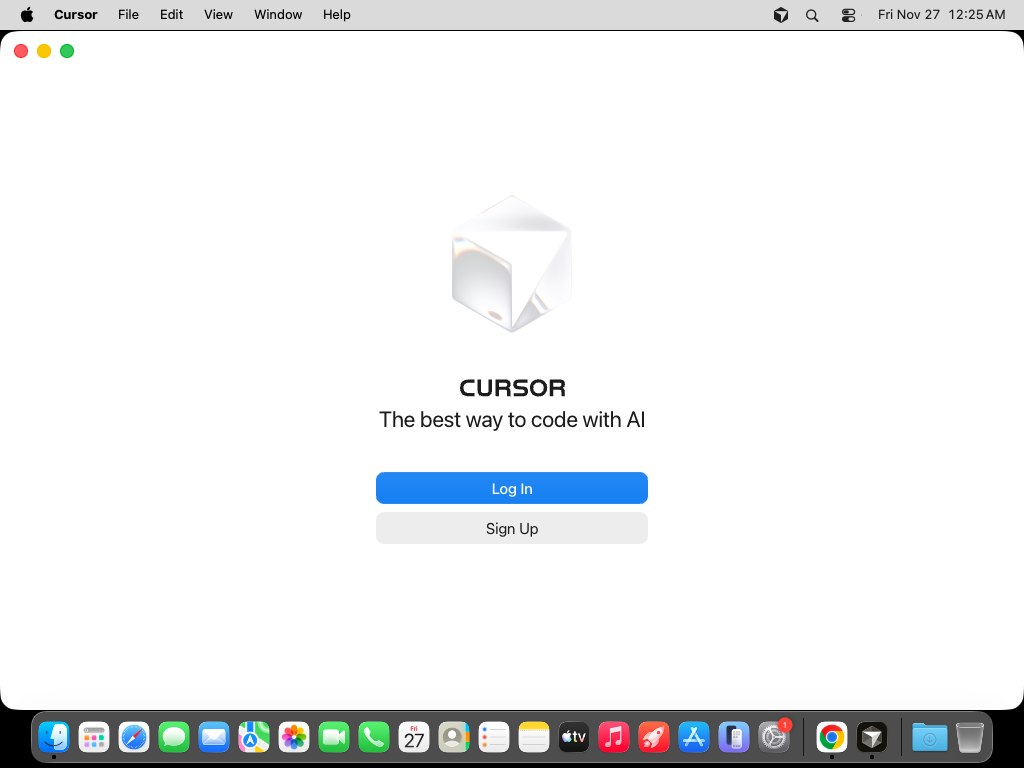 Cursor File Edit View Window Help Fri Nov 27 12:25 AM
CURSOR
The best way to code with AI
Log In
Sign Up
Fri
27
tv
1